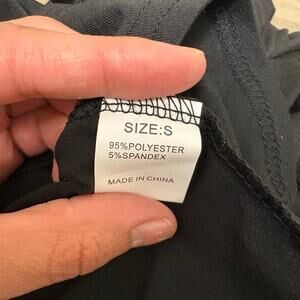 SIZE:S
95%POLYESTER
5%SPANDEX
MADE IN CHINA